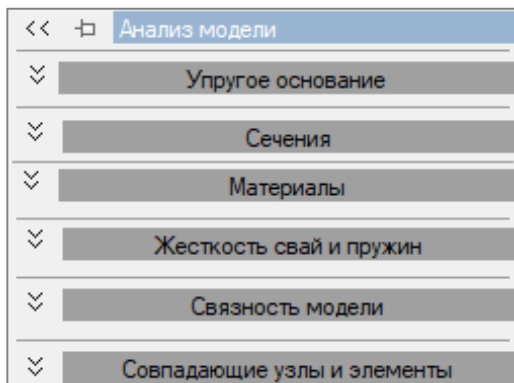 Анализ модели
Упругое основание
Сечения
Материалы
Жесткость свай и пружин
Связность модели
Совпадающие узлы и элементы